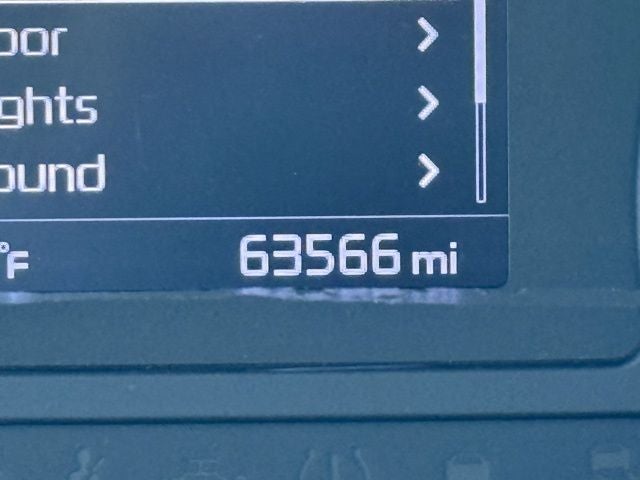 oor >
ghts >
ound >
°F 63566 mi